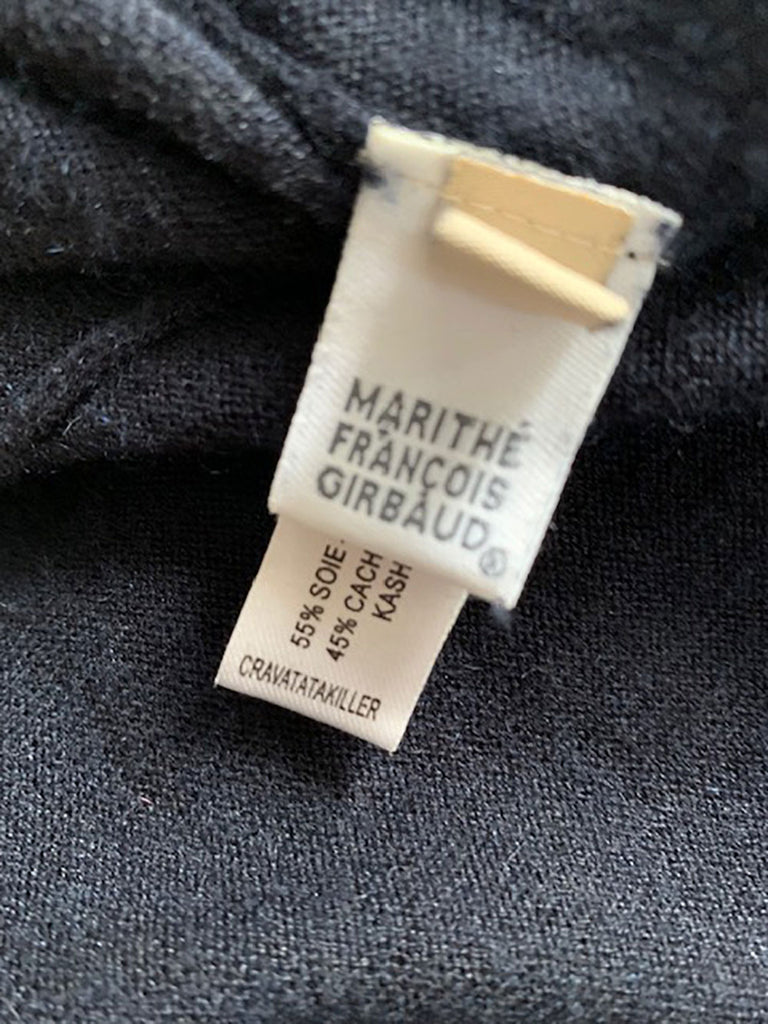 MARITHÉ
FRANÇOIS
GIRBAUD®
55% SOIE-
45% CACH
KASH
CRAVATATAKILLER